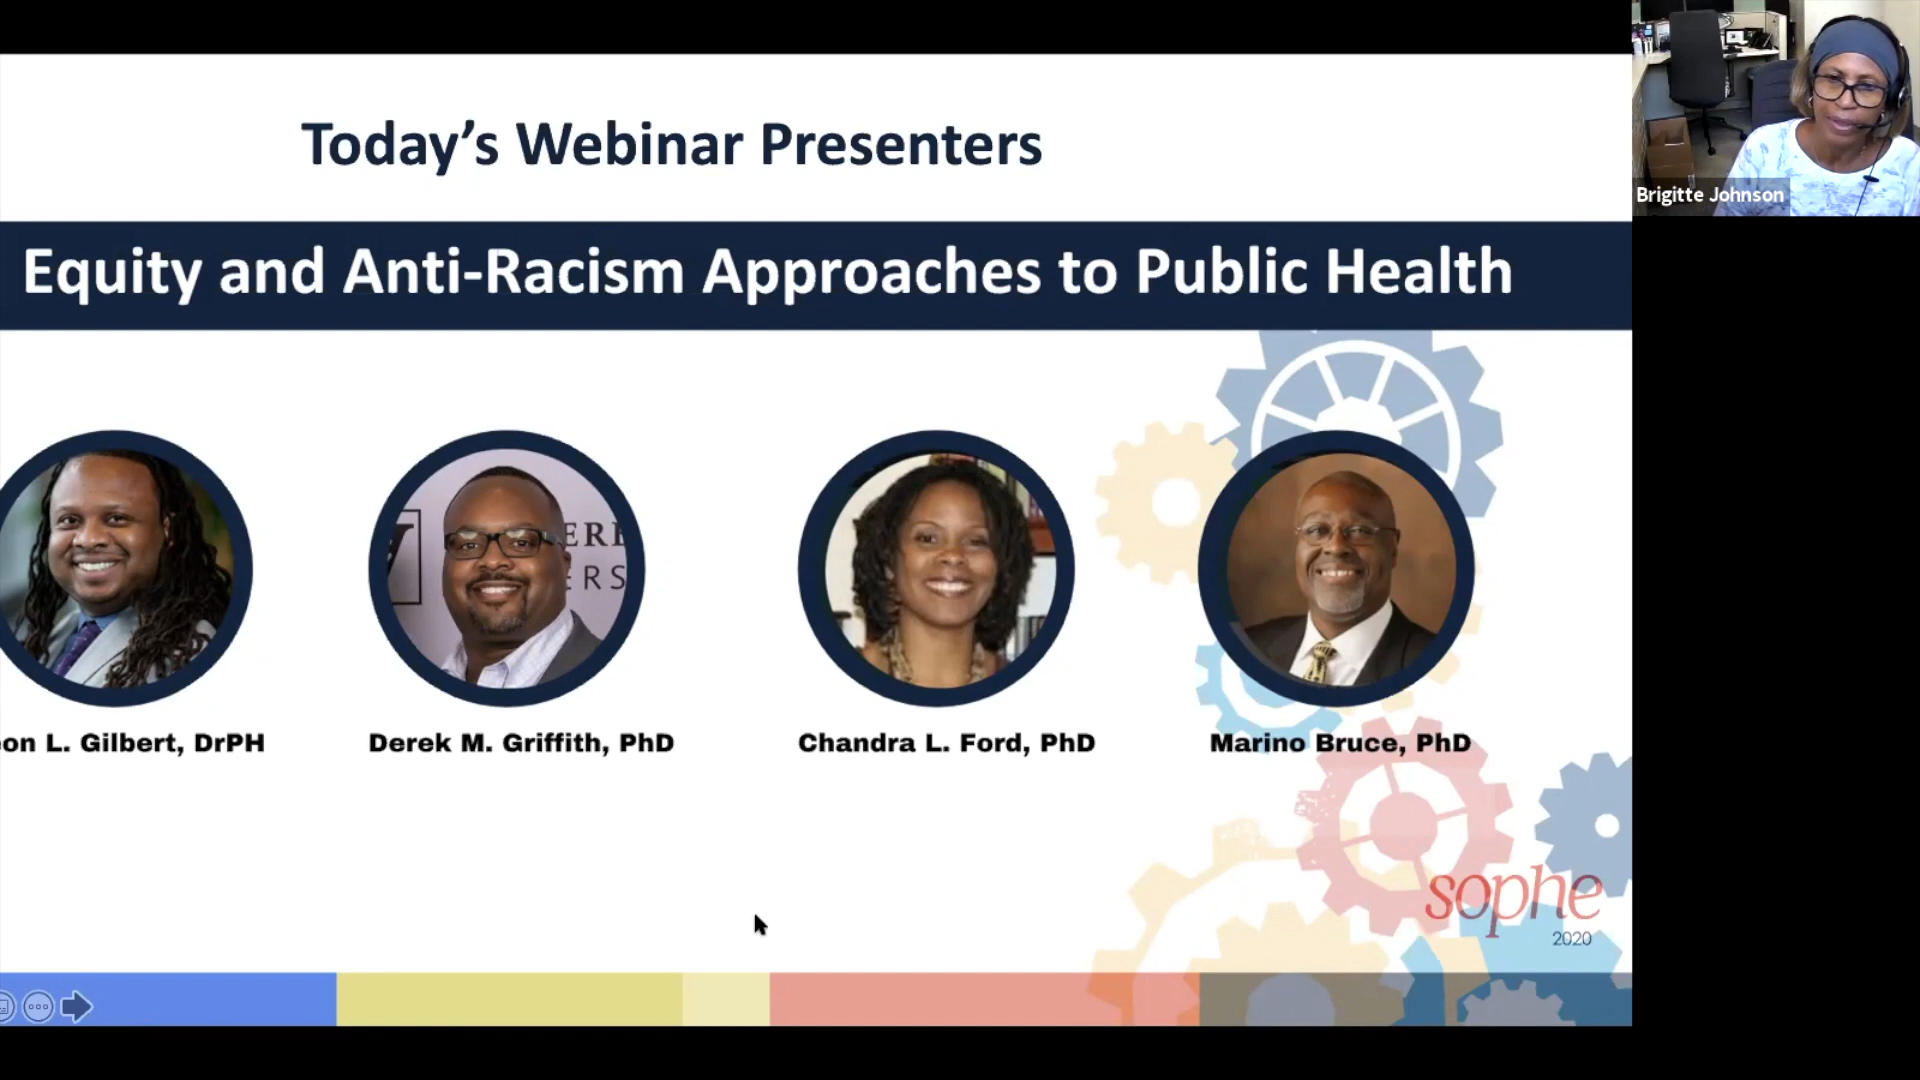 Today's Webinar Presenters
Brigitte Johnson
Equity and Anti-Racism Approaches to Public Health
on L. Gilbert, DrPH
Derek M. Griffith, PhD
Chandra L. Ford, PhD
Marino Bruce, PhD
sophe
2020